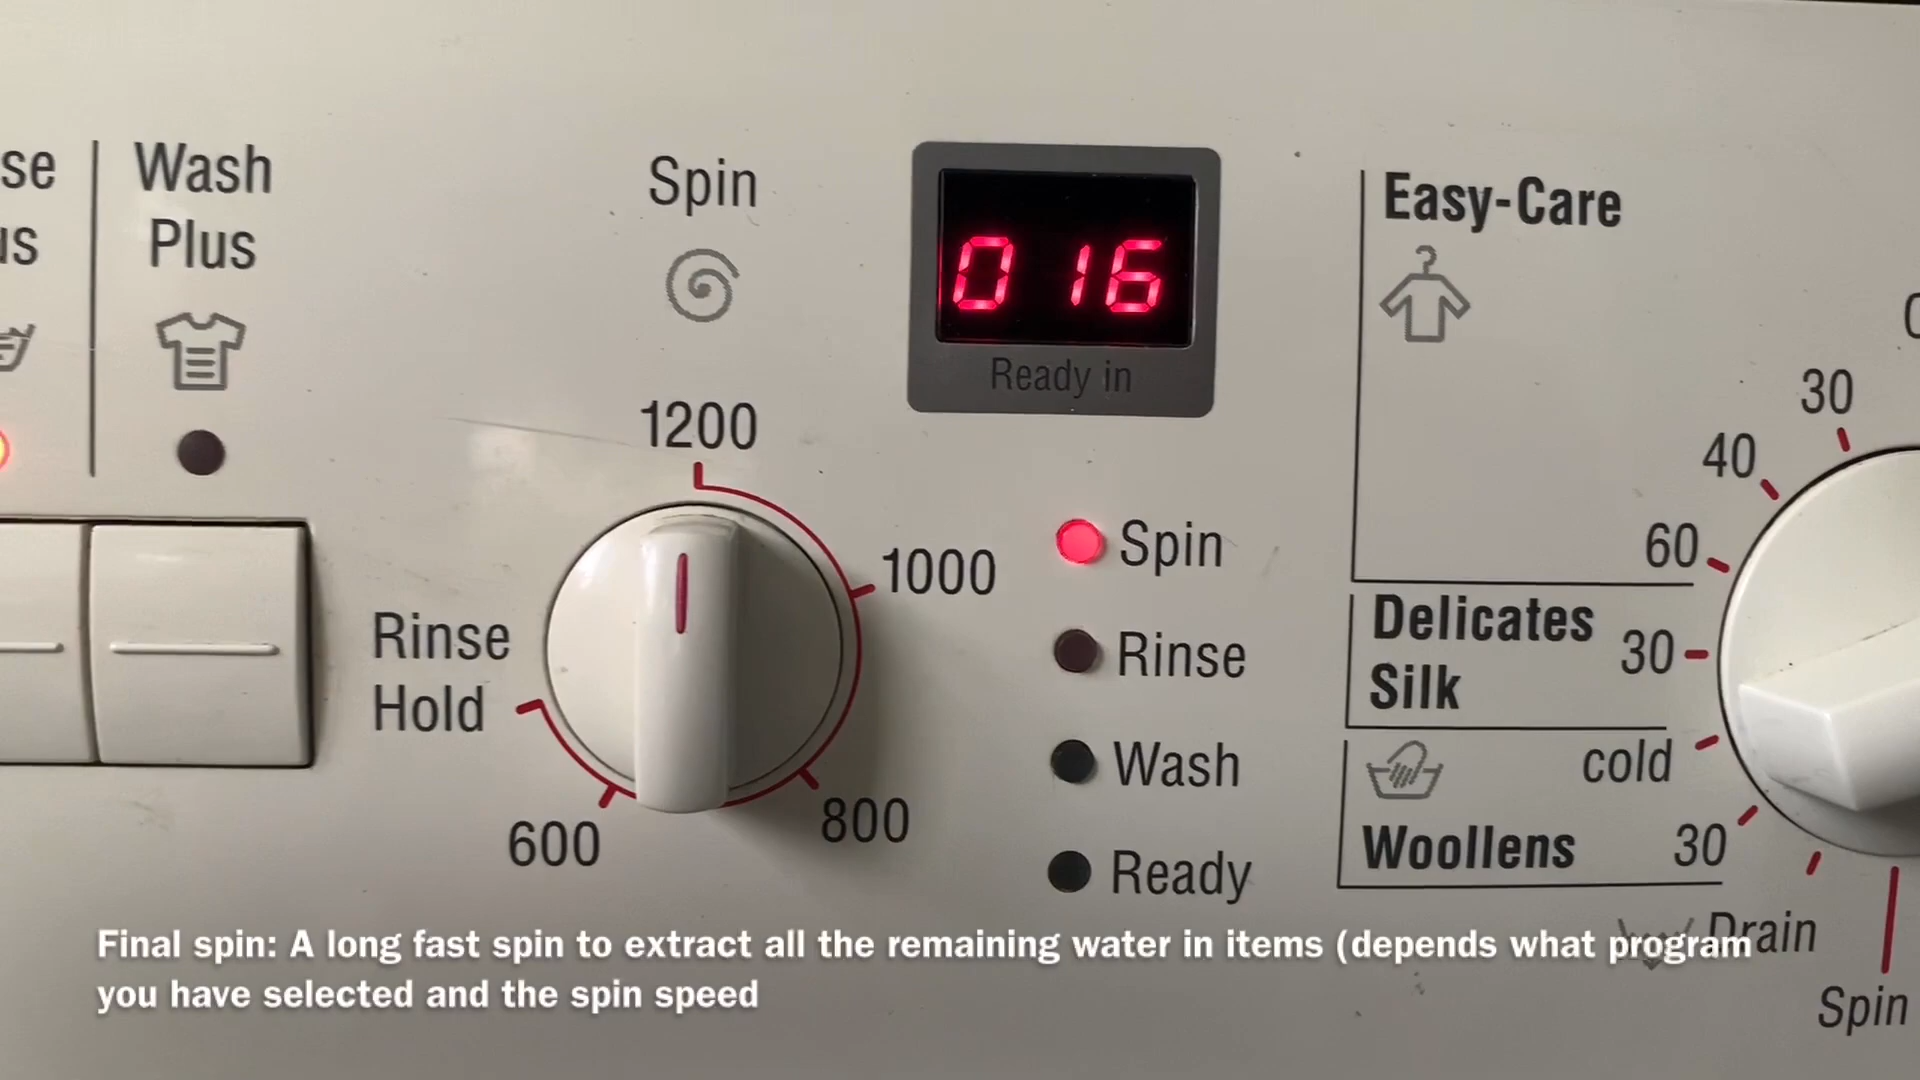 se
us
Wash
Plus
Spin
016
Ready in
1200
1000
800
600
Rinse
Hold
Spin
Rinse
Wash
Ready
Easy-Care
30
40
60
Delicates
Silk
30
cold
Woollens
30
Drain
Spin
Final spin: A long fast spin to extract all the remaining water in items (depends what program
you have selected and the spin speed